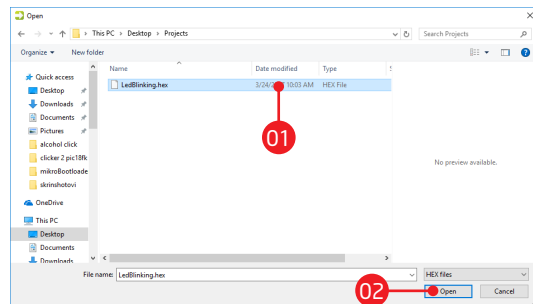 Open
This PC > Desktop > Projects
Search Projects
Organize
New folder
Name
Date modified
Type
LedBlinking.hex
10:03 AM
HEX File
01
Quick access
Desktop
Downloads
Documents
Pictures
alcohol click
clicker 2 pic18fk
mikroBootloade
skrinshotovi
OneDrive
This PC
Desktop
Documents
Downloads
No preview available.
File name: LedBlinking.hex
HEX files
02
Open
Cancel